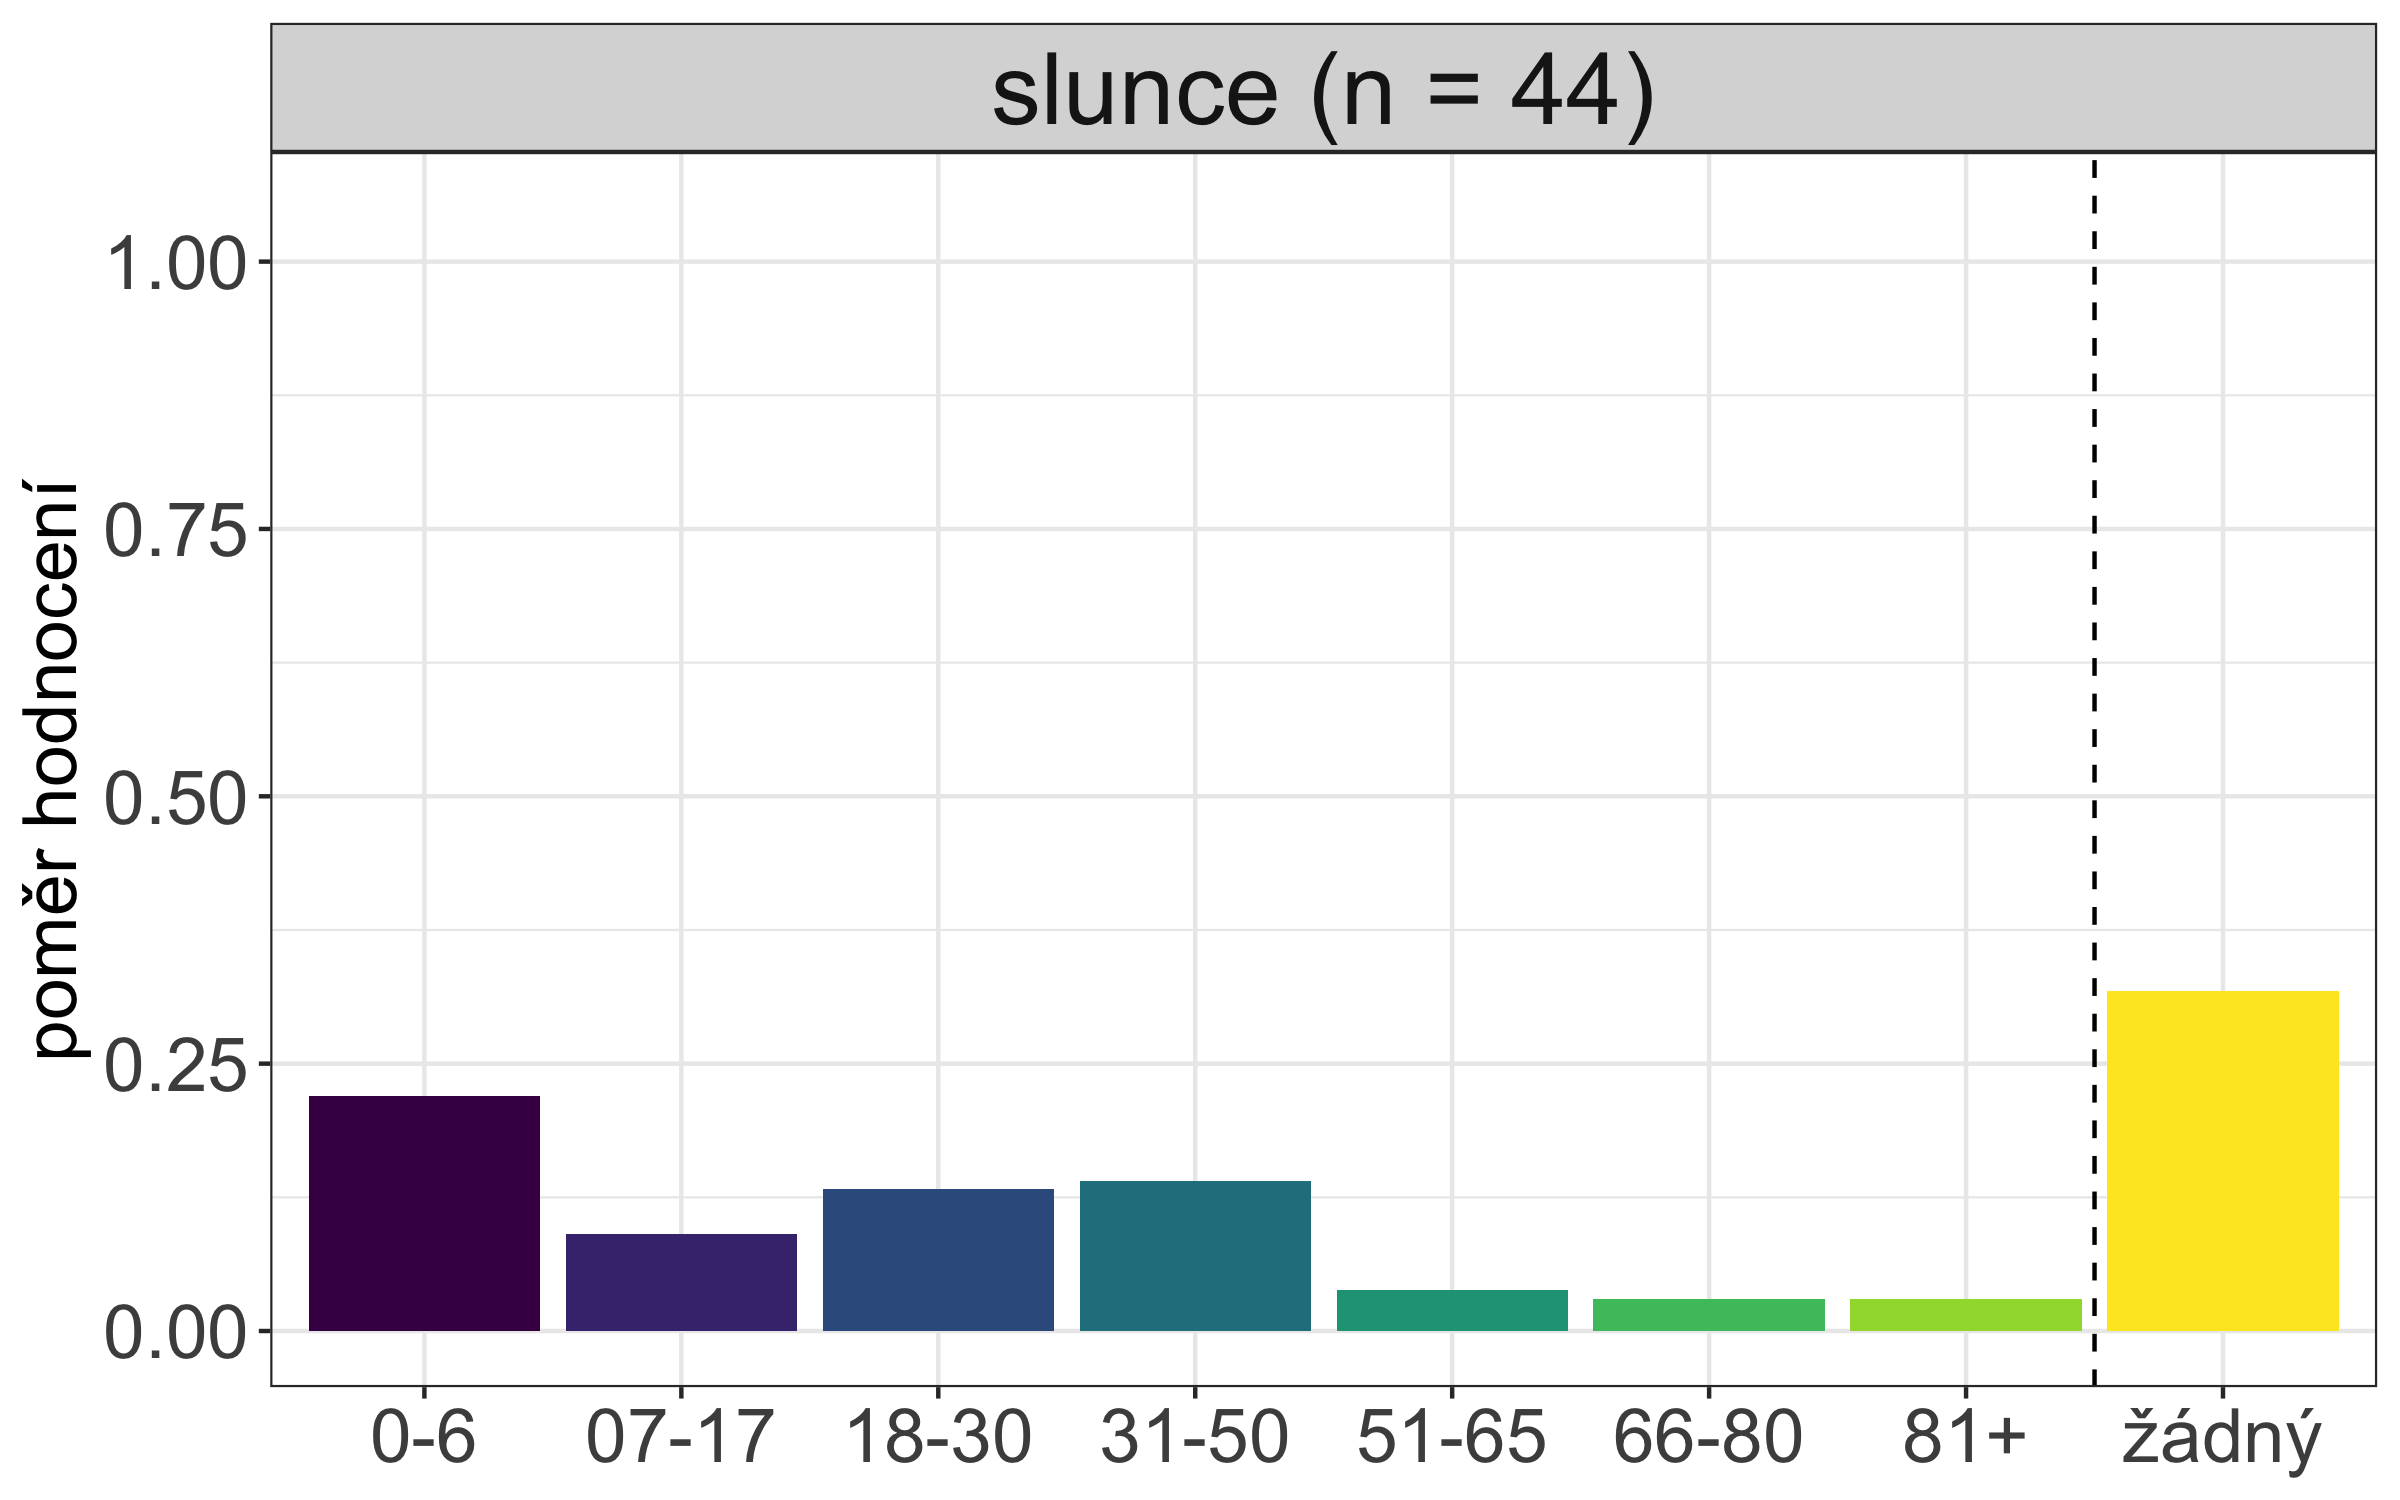 slunce (n = 44)
poměr hodnocení
1.00
0.75
0.50
0.25
0.00
0-6 07-17 18-30 31-50 51-65 66-80 81+ žádný